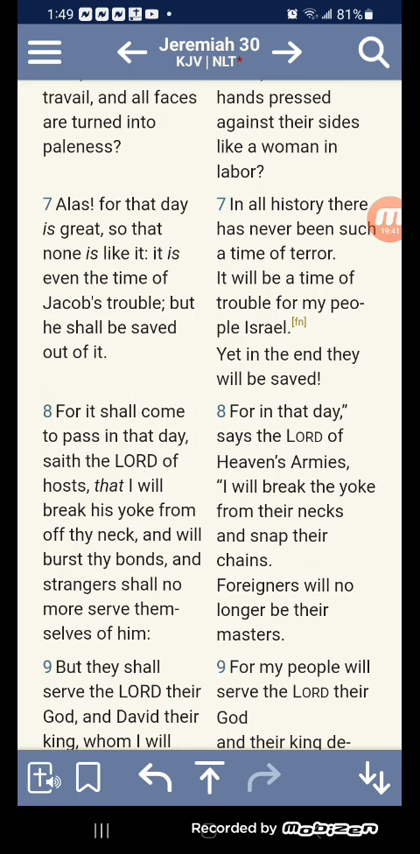 1:49 81%
Jeremiah 30
KJV | NLT*
travail, and all faces
are turned into
paleness?
7 Alas! for that day
is great, so that
none is like it: it is
even the time of
Jacob's trouble; but
he shall be saved
out of it.
8 For it shall come
to pass in that day,
saith the LORD of
hosts, that I will
break his yoke from
off thy neck, and will
burst thy bonds, and
strangers shall no
more serve them-
selves of him:
9 But they shall
serve the LORD their
God, and David their
king, whom I will
hands pressed
against their sides
like a woman in
labor?
7 In all history there
has never been such
a time of terror.
It will be a time of
trouble for my peo-
ple Israel.[fn]
Yet in the end they
will be saved!
8 For in that day,”
says the LORD of
Heaven’s Armies,
“I will break the yoke
from their necks
and snap their
chains.
Foreigners will no
longer be their
masters.
9 For my people will
serve the LORD their
God
and their king de-
19:41
Recorded by mobizen